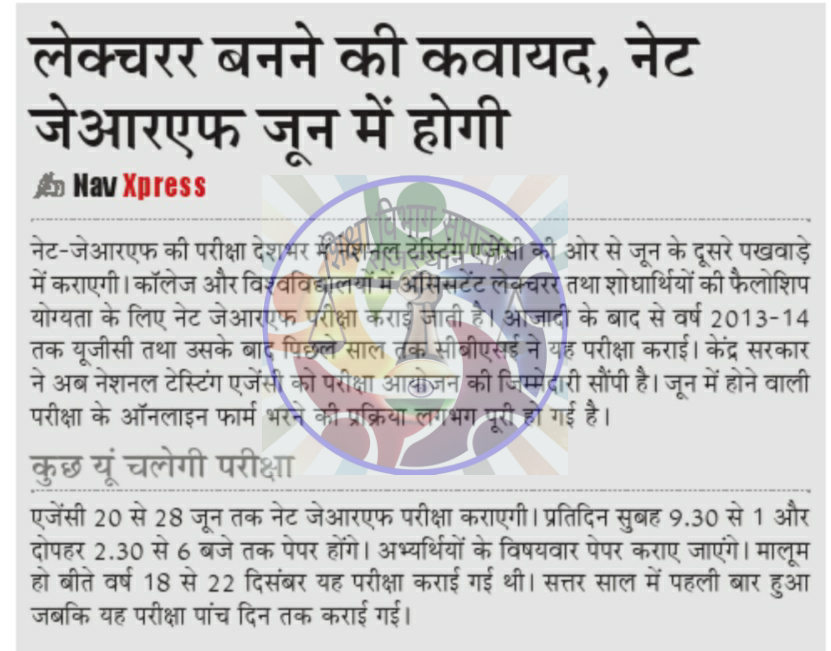 लेक्चरर बनने की कवायद, नेट
जेआरएफ जून में होगी
Nav Xpress
नेट-जेआरएफ की परीक्षा देशभर में नेशनल टेस्टिंग एजेंसी की ओर से जून के दूसरे पखवाड़े
में कराएगी। कॉलेज और विश्वविद्यालयों में असिसटेंट लेक्चरर तथा शोधार्थियों की फैलोशिप
योग्यता के लिए नेट जेआरएफ परीक्षा कराई जाती है। आजादी के बाद से वर्ष 2013-14
तक यूजीसी तथा उसके बाद पिछले साल तक सीबीएसई ने यह परीक्षा कराई। केंद्र सरकार
ने अब नेशनल टेस्टिंग एजेंसी को परीक्षा आयोजन की जिम्मेदारी सौंपी है। जून में होने वाली
परीक्षा के ऑनलाइन फार्म भरने की प्रक्रिया लगभग पूरी हो गई है।
कुछ यूं चलेगी परीक्षा
एजेंसी 20 से 28 जून तक नेट जेआरएफ परीक्षा कराएगी। प्रतिदिन सुबह 9.30 से 1 और
दोपहर 2.30 से 6 बजे तक पेपर होंगे। अभ्यर्थियों के विषयवार पेपर कराए जाएंगे। मालूम
हो बीते वर्ष 18 से 22 दिसंबर यह परीक्षा कराई गई थी। सत्तर साल में पहली बार हुआ
जबकि यह परीक्षा पांच दिन तक कराई गई।
शिक्षा विभाग समाचार